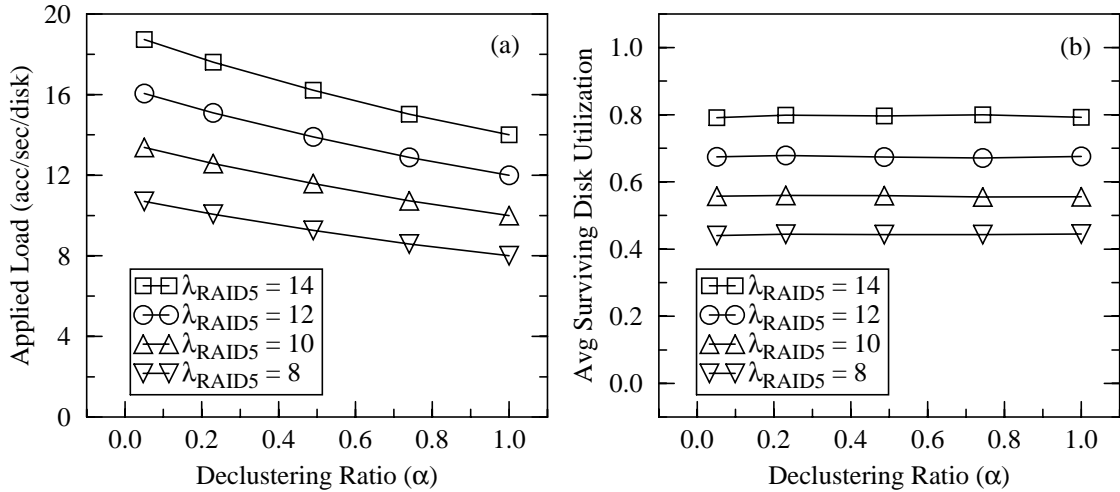 (a)
Applied Load (acc/sec/disk)
20
16
12
8
4
0
λRAID5 = 14
λRAID5 = 12
λRAID5 = 10
λRAID5 = 8
0.0 0.2 0.4 0.6 0.8 1.0
Declustering Ratio (α)
(b)
Avg Surviving Disk Utilization
1.0
0.8
0.6
0.4
0.2
0.0
λRAID5 = 14
λRAID5 = 12
λRAID5 = 10
λRAID5 = 8
0.0 0.2 0.4 0.6 0.8 1.0
Declustering Ratio (α)